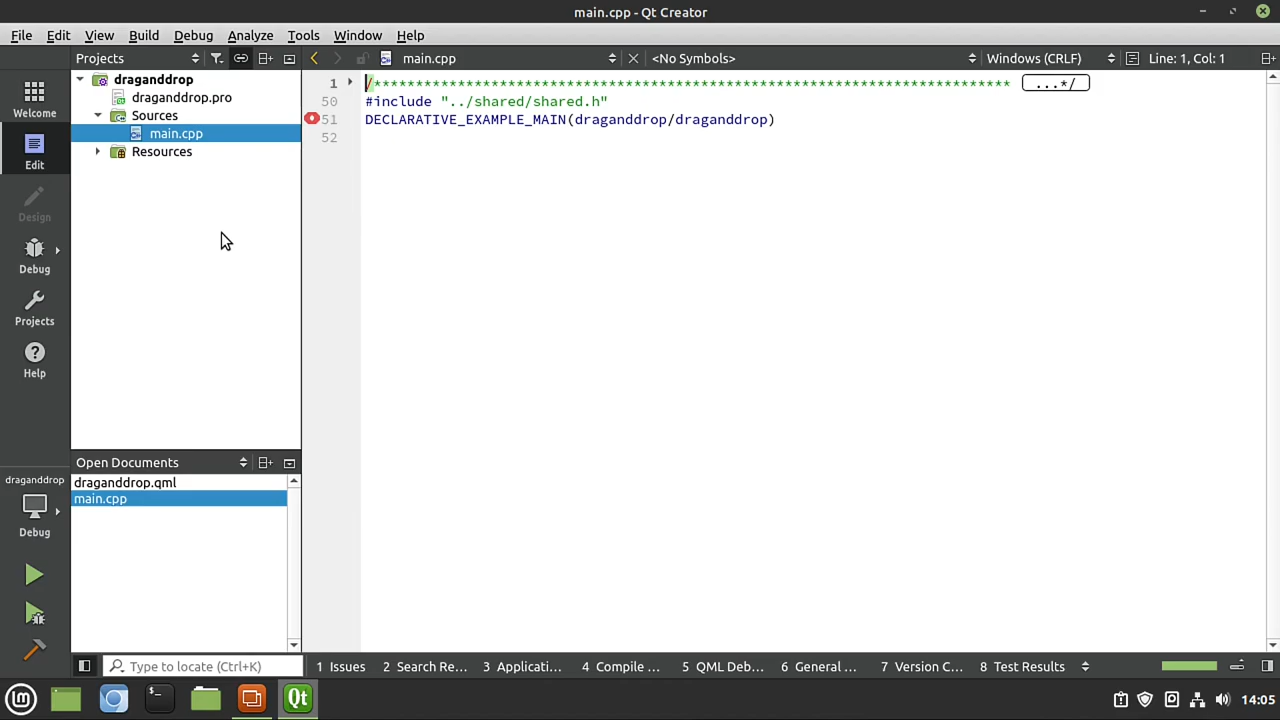 main.cpp - Qt Creator
File Edit View Build Debug Analyze Tools Window Help
Projects
main.cpp
<No Symbols>
Windows (CRLF)
Line: 1, Col: 1
Welcome
Edit
Design
Debug
Projects
Help
draganddrop
Debug
draganddrop
draganddrop.pro
Sources
main.cpp
Resources
Open Documents
draganddrop.qml
main.cpp
1 /******************************************************************************* ...*/
50 #include "../shared/shared.h"
51 DECLARATIVE_EXAMPLE_MAIN(draganddrop/draganddrop)
52
Type to locate (Ctrl+K)
1 Issues
2 Search Re...
3 Applicati...
4 Compile ...
5 QML Deb...
6 General ...
7 Version C...
8 Test Results
Qt
14:05